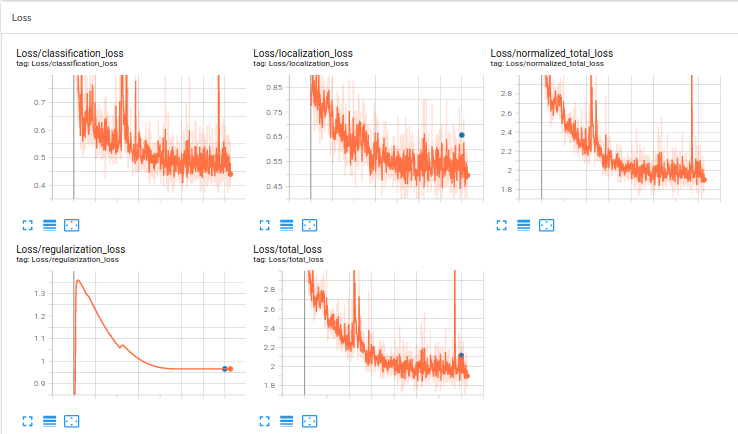 Loss
Loss/classification_loss
tag: Loss/classification_loss
0.7
0.6
0.5
0.4
Loss/localization_loss
tag: Loss/localization_loss
0.85
0.75
0.65
0.55
0.45
Loss/normalized_total_loss
tag: Loss/normalized_total_loss
2.8
2.6
2.4
2.2
2
1.8
Loss/regularization_loss
tag: Loss/regularization_loss
1.3
1.2
1.1
1
0.9
Loss/total_loss
tag: Loss/total_loss
2.8
2.6
2.4
2.2
2
1.8